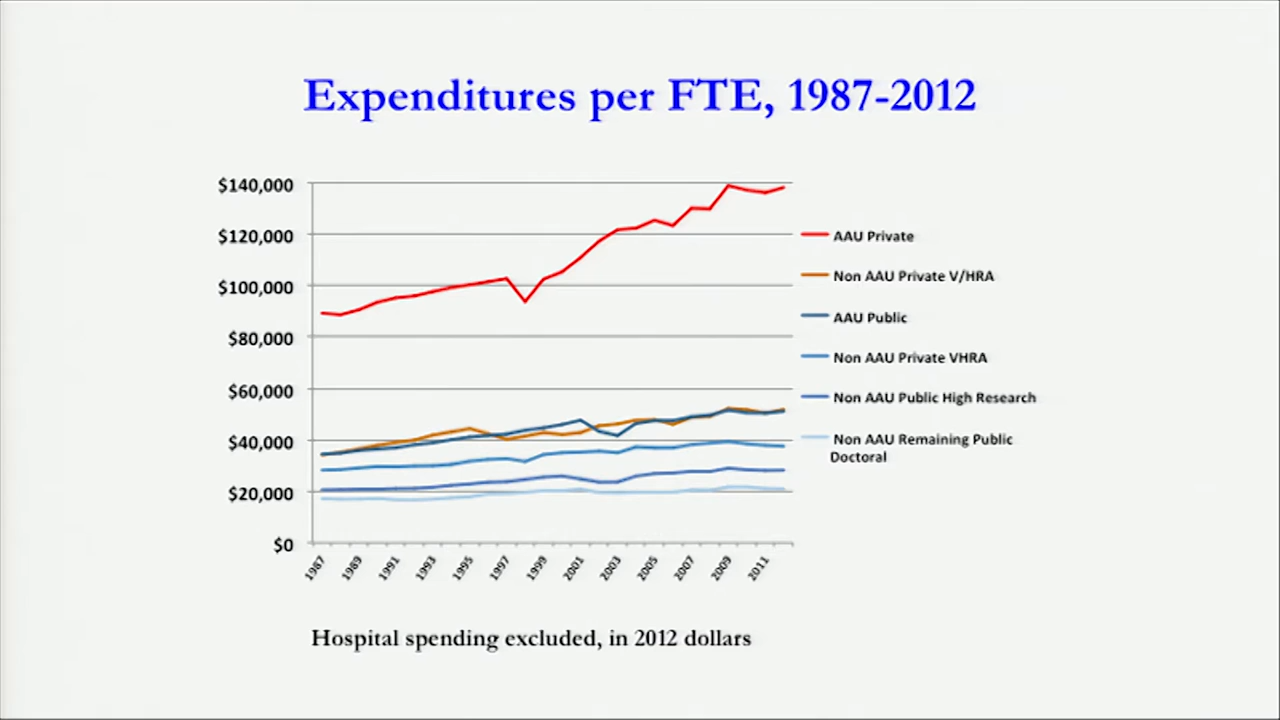 Expenditures per FTE, 1987-2012
$140,000
$120,000
$100,000
$80,000
$60,000
$40,000
$20,000
$0
1987
1989
1991
1993
1995
1997
1999
2001
2003
2005
2007
2009
2011
AAU Private
Non AAU Private V/HRA
AAU Public
Non AAU Private VHRA
Non AAU Public High Research
Non AAU Remaining Public
Doctoral
Hospital spending excluded, in 2012 dollars